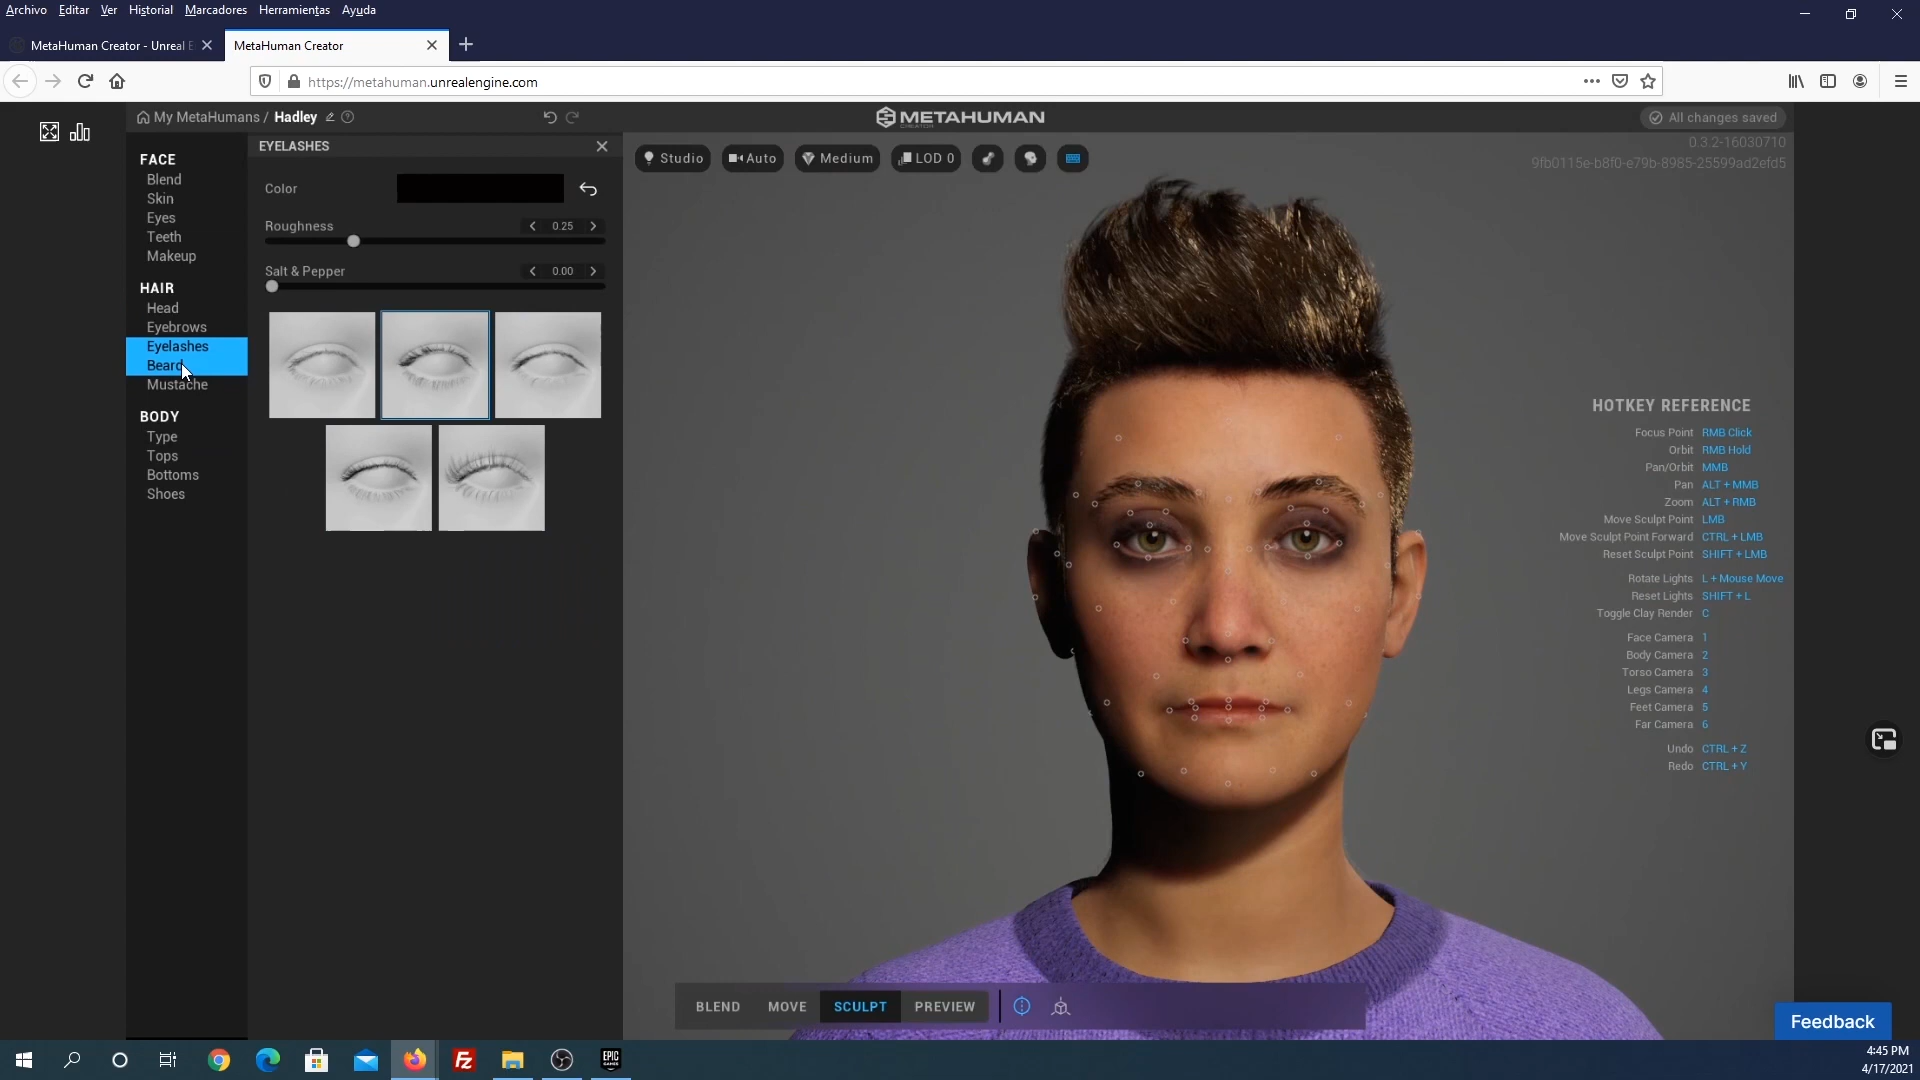 Archivo Editar Ver Historial Marcadores Herramientas Ayuda
MetaHuman Creator - Unreal E
MetaHuman Creator
https://metahuman.unrealengine.com
My MetaHumans / Hadley
METAHUMAN
CREATOR
All changes saved
0.3.2-16030710
9fb0115e-b8f0-e79b-8985-25599ad2efd5
FACE
Blend
Skin
Eyes
Teeth
Makeup
HAIR
Head
Eyebrows
Eyelashes
Beard
Mustache
BODY
Type
Tops
Bottoms
Shoes
EYELASHES
Color
Roughness 0.25
Salt & Pepper 0.00
Studio Auto Medium LOD 0
HOTKEY REFERENCE
Focus Point RMB Click
Orbit RMB Hold
Pan/Orbit MMB
Pan ALT + MMB
Zoom ALT + RMB
Move Sculpt Point LMB
Move Sculpt Point Forward CTRL + LMB
Reset Sculpt Point SHIFT + LMB
Rotate Lights L + Mouse Move
Reset Lights SHIFT + L
Toggle Clay Render C
Face Camera 1
Body Camera 2
Torso Camera 3
Legs Camera 4
Feet Camera 5
Far Camera 6
Undo CTRL + Z
Redo CTRL + Y
BLEND MOVE SCULPT PREVIEW
Feedback
Fz
EPIC
GAMES
4:45 PM
4/17/2021